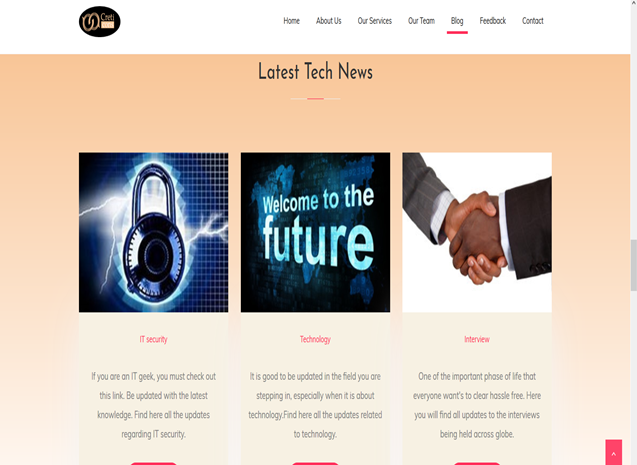 Creti
Home About Us Our Services Our Team Blog Feedback Contact
Latest Tech News
Welcome to the
future
IT security
If you are an IT geek, you must check out
this link. Be updated with the latest
knowledge. Find here all the updates
regarding IT security.
Technology
It is good to be updated in the field you are
stepping in, especially when it is about
technology.Find here all the updates related
to technology.
Interview
One of the important phase of life that
everyone want's to clear hassle free. Here
you will find all updates to the interviews
being held across globe.